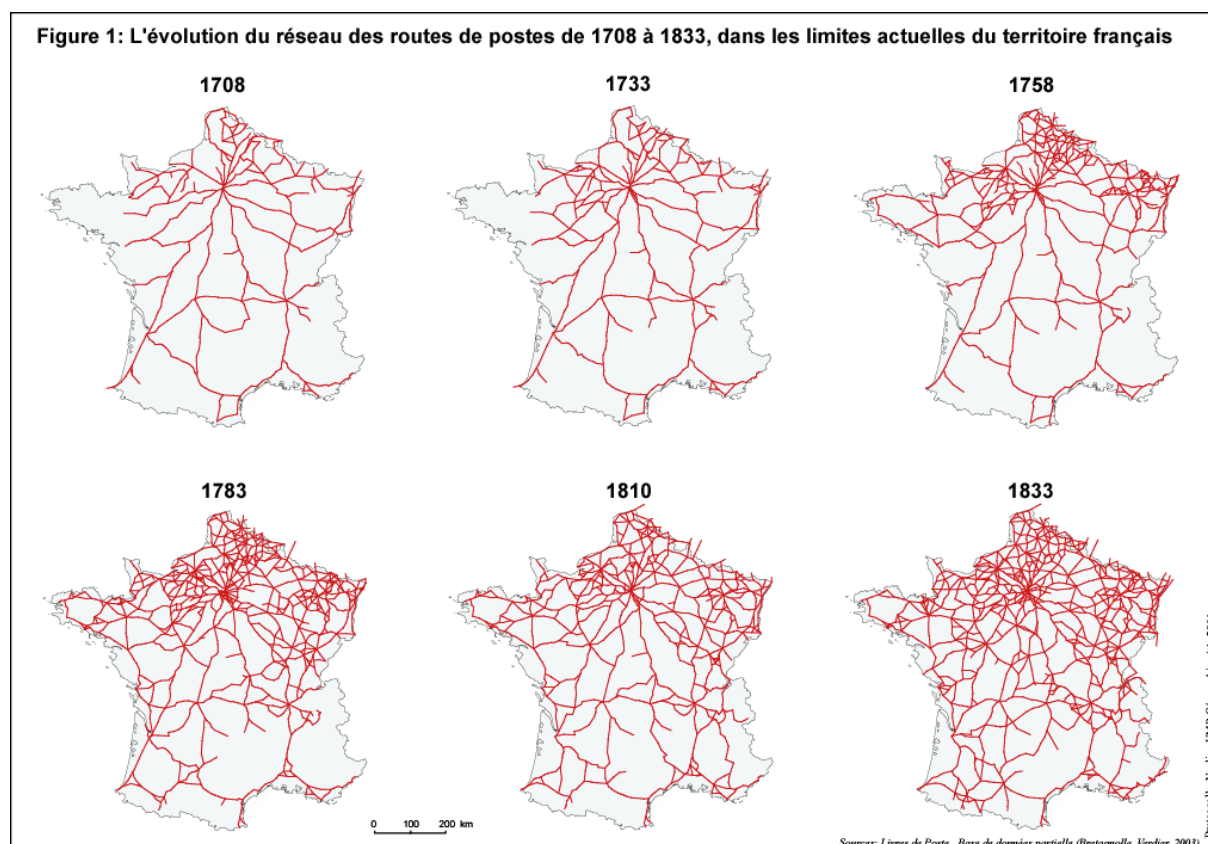 Figure 1: L'évolution du réseau des routes de postes de 1708 à 1833, dans les limites actuelles du territoire français
1708
1733
1758
1783
1810
1833
0 100 200 km
Sources: Livres de Poste, Base de données partielle (Bretagnolle, Verdier, 2003)